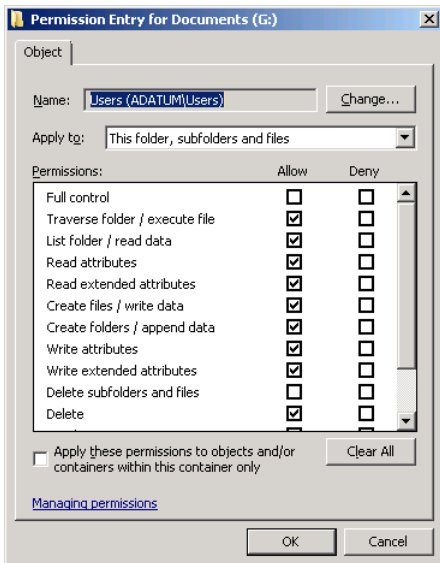 Permission Entry for Documents (G:)
Object
Name: Users (ADATUM\Users) Change...
Apply to: This folder, subfolders and files
Permissions: Allow Deny
Full control
Traverse folder / execute file
List folder / read data
Read attributes
Read extended attributes
Create files / write data
Create folders / append data
Write attributes
Write extended attributes
Delete subfolders and files
Delete
Apply these permissions to objects and/or Clear All
containers within this container only
Managing permissions
OK Cancel